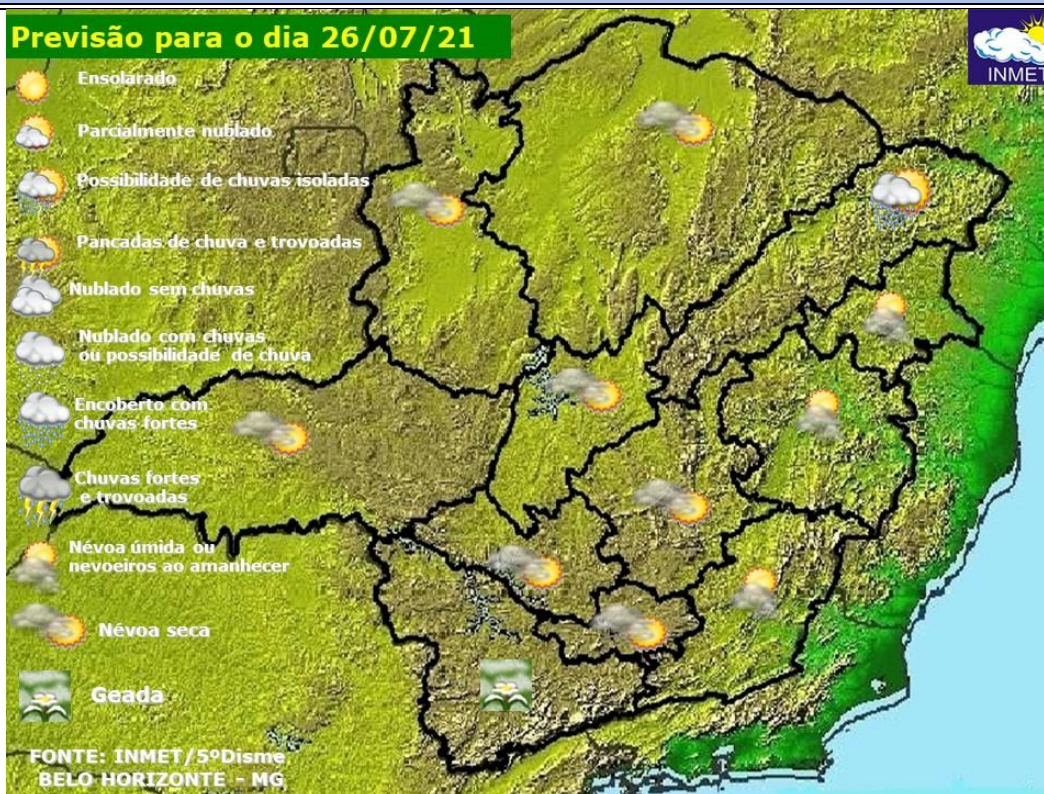 Previsão para o dia 26/07/21
INMET
Ensolarado
Parcialmente nublado
Possibilidade de chuvas isoladas
Pancadas de chuva e trovoadas
Nublado sem chuvas
Nublado com chuvas
ou possibilidade de chuva
Encoberto com
chuvas fortes
Chuvas fortes
e trovoadas
Névoa úmida ou
nevoeiros ao amanhecer
Névoa seca
Geada
FONTE: INMET/5ºDisme
BELO HORIZONTE - MG